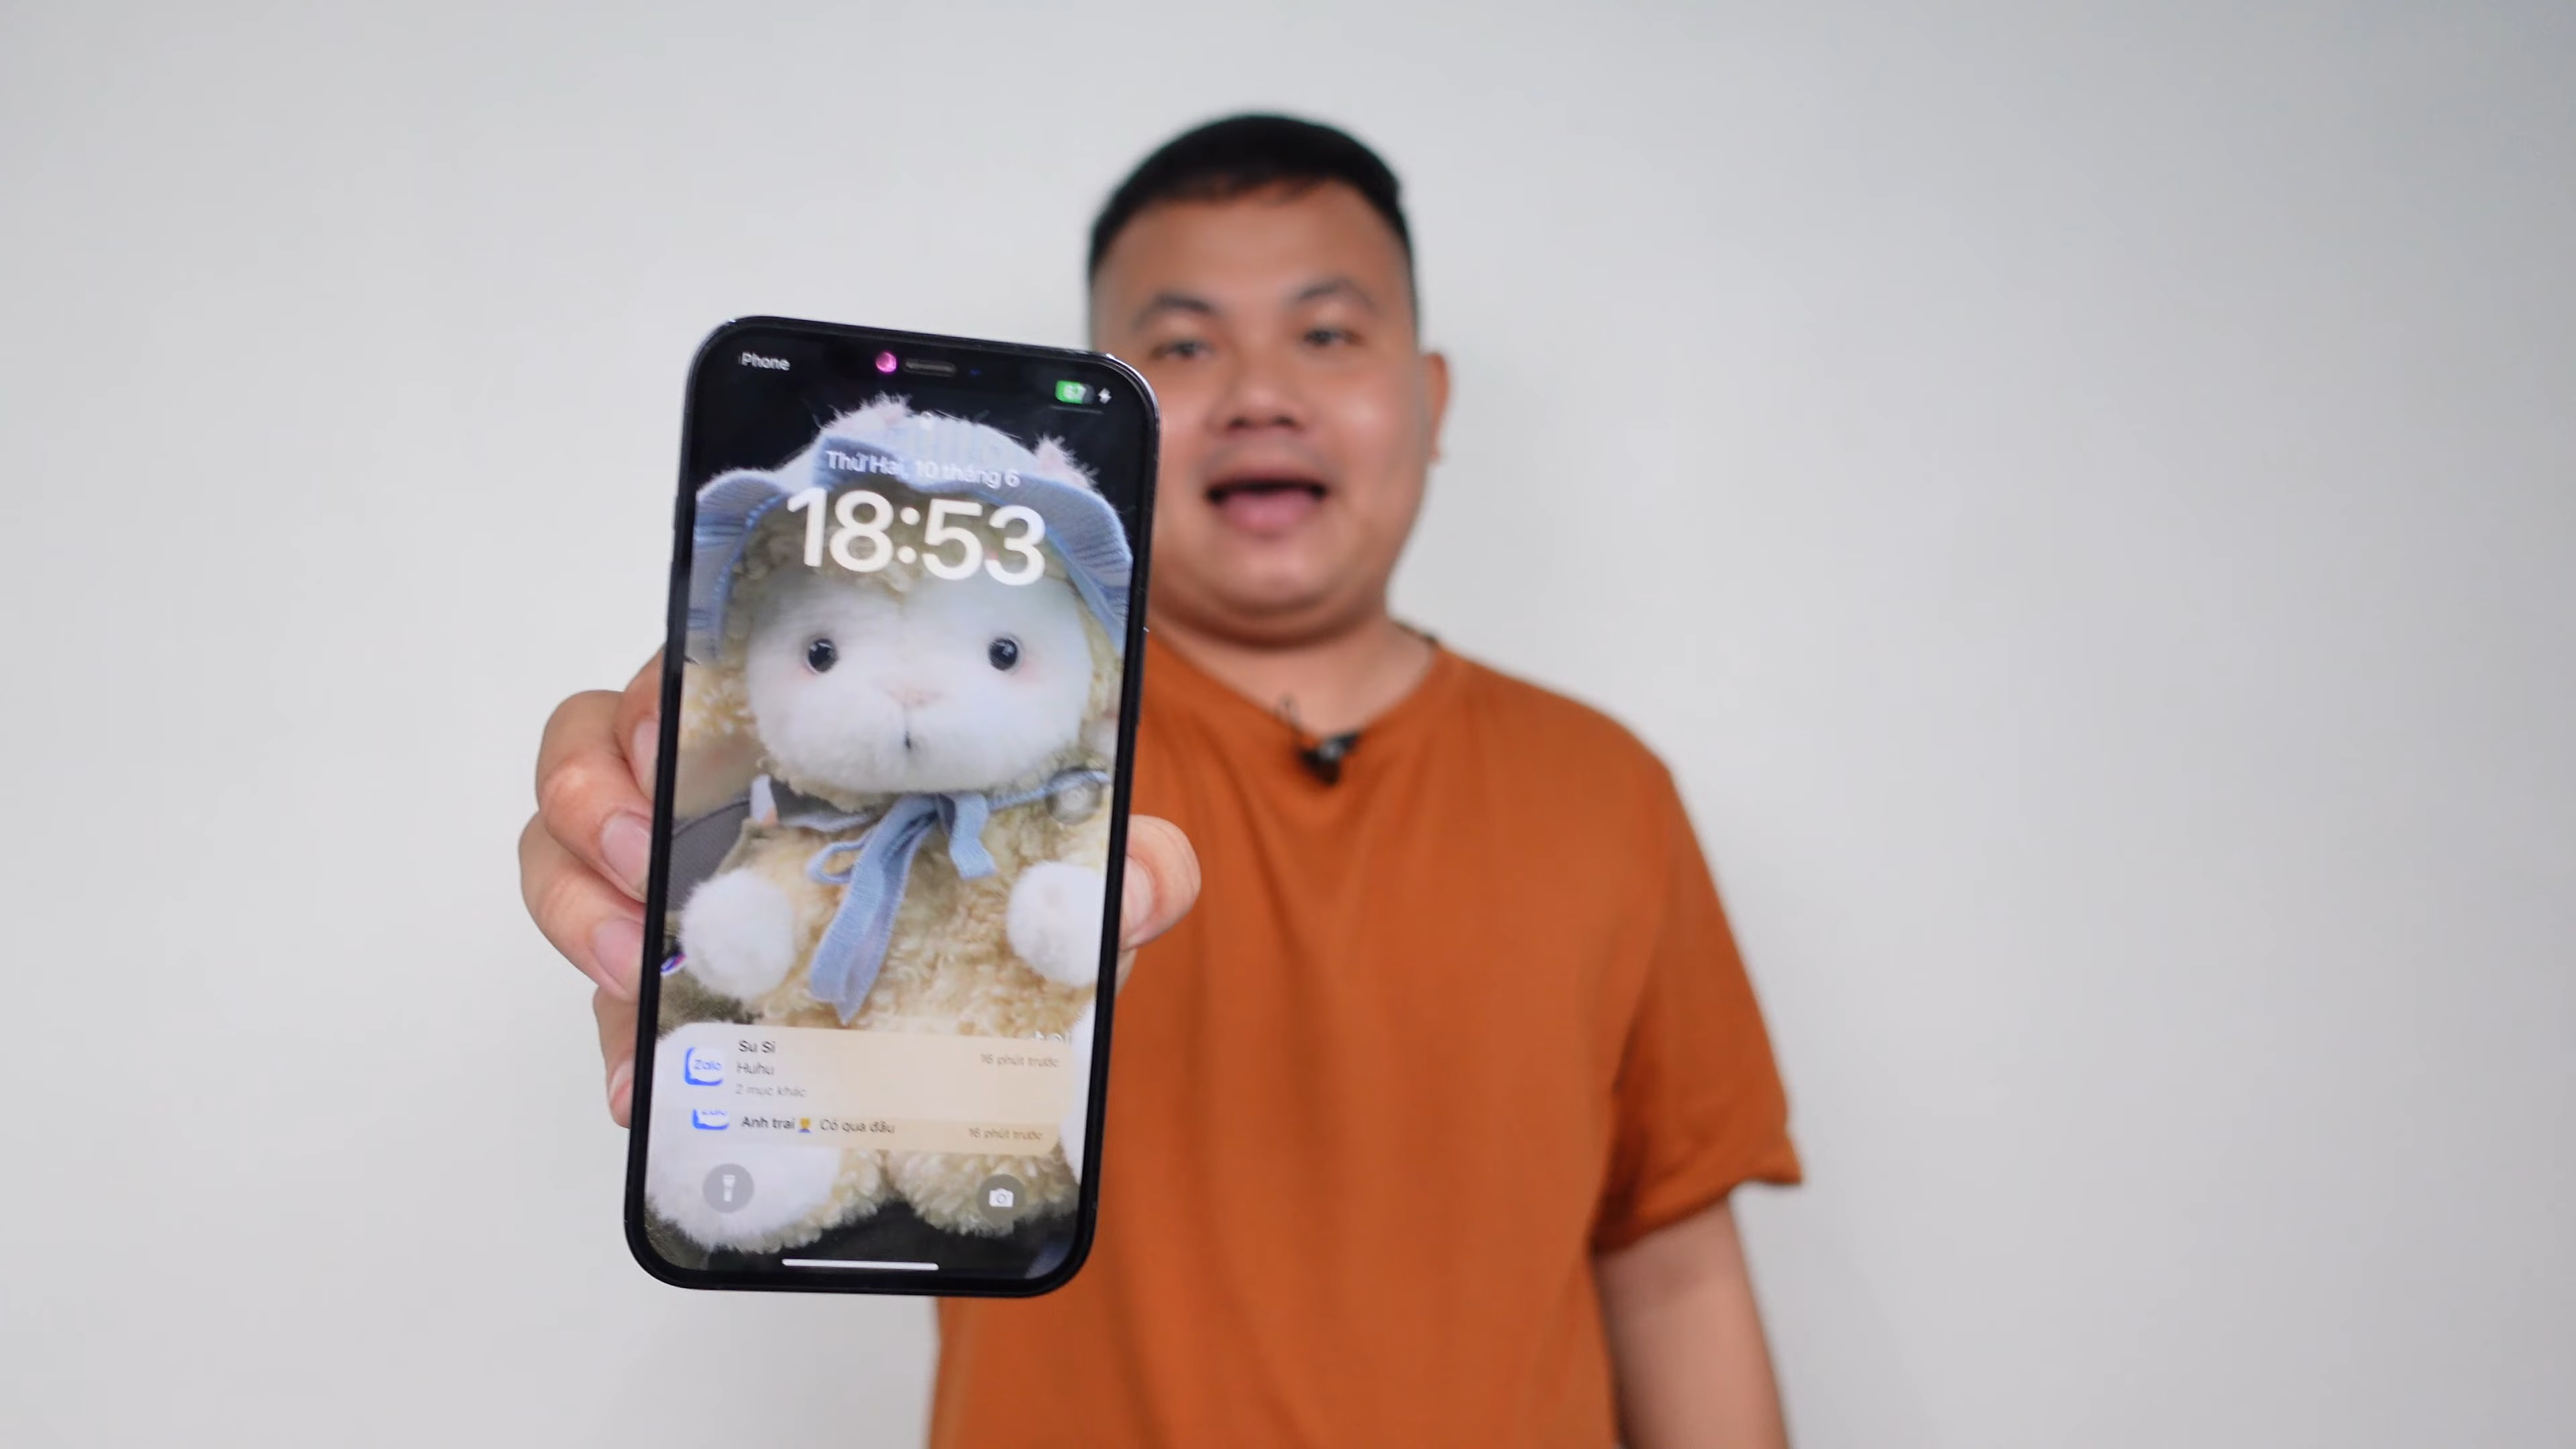 Phone
67
Thứ Hai, 10 tháng 6
18:53
Su Si
16 phút trước
Zalo
Huhu
2 mục khác
Anh trai Có qua đâu
16 phút trước